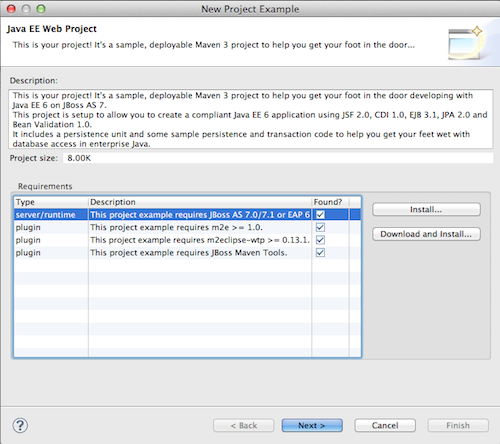 New Project Example
Java EE Web Project
This is your project! It's a sample, deployable Maven 3 project to help you get your foot in the door...
Description:
This is your project! It's a sample, deployable Maven 3 project to help you get your foot in the door developing with
Java EE 6 on JBoss AS 7.
This project is setup to allow you to create a compliant Java EE 6 application using JSF 2.0, CDI 1.0, EJB 3.1, JPA 2.0 and
Bean Validation 1.0.
It includes a persistence unit and some sample persistence and transaction code to help you get your feet wet with
database access in enterprise Java.
Project size: 8.00K
Requirements
Type Description Found?
server/runtime This project example requires JBoss AS 7.0/7.1 or EAP 6
plugin This project example requires m2e >= 1.0.
plugin This project example requires m2eclipse-wtp >= 0.13.1.
plugin This project example requires JBoss Maven Tools.
Install...
Download and Install...
? < Back Next > Cancel Finish